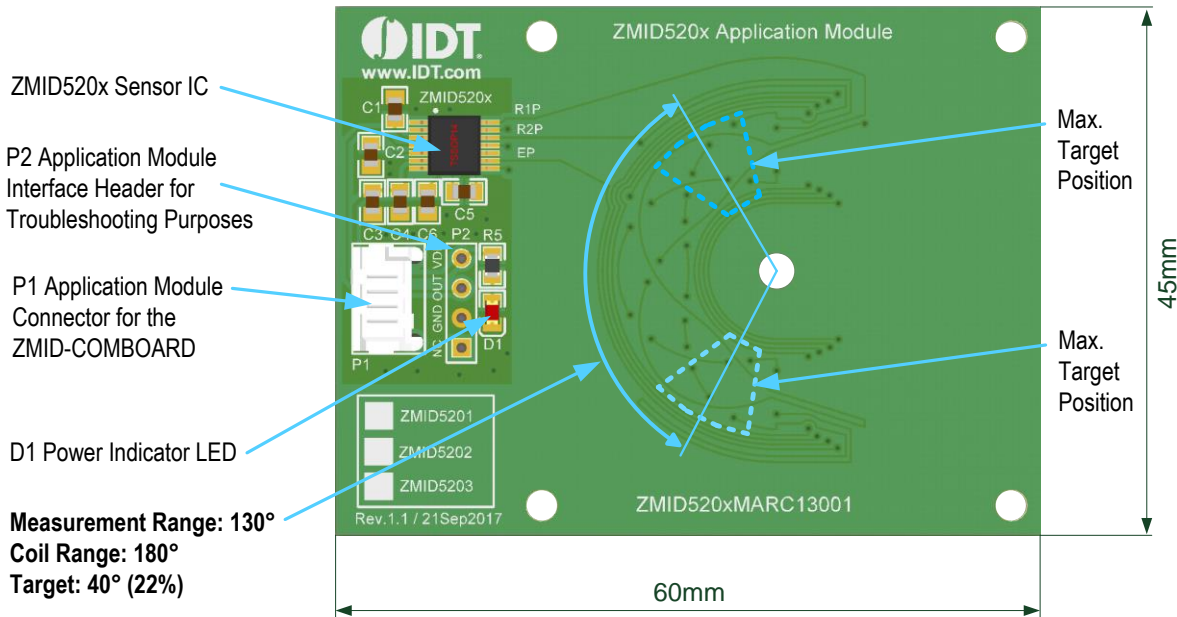 IDT.
www.IDT.com
ZMID520x Application Module
ZMID520x Sensor IC
P2 Application Module
Interface Header for
Troubleshooting Purposes
P1 Application Module
Connector for the
ZMID-COMBOARD
D1 Power Indicator LED
Measurement Range: 130°
Coil Range: 180°
Target: 40° (22%)
C1
ZMID520x
R1P
R2P
EP
C2
C5
C3 C4 C6 P2 R5
OUT
GND
NC
P1
D1
ZMID5201
ZMID5202
ZMID5203
Rev.1.1 / 21Sep2017
ZMID520xMARC13001
Max.
Target
Position
Max.
Target
Position
45mm
60mm